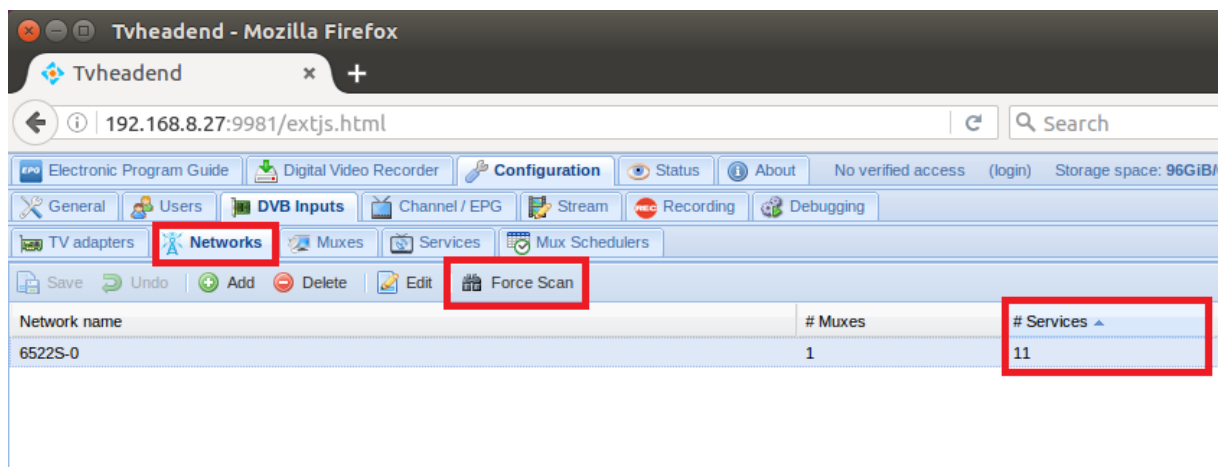 Tvheadend - Mozilla Firefox
Tvheadend
192.168.8.27:9981/extjs.html Search
EPG Electronic Program Guide Digital Video Recorder Configuration Status About No verified access (login) Storage space: 96GiB/
General Users DVB Inputs Channel / EPG Stream REC Recording Debugging
TV adapters Networks Muxes Services Mux Schedulers
Save Undo Add Delete Edit Force Scan
Network name # Muxes # Services
6522S-0 1 11